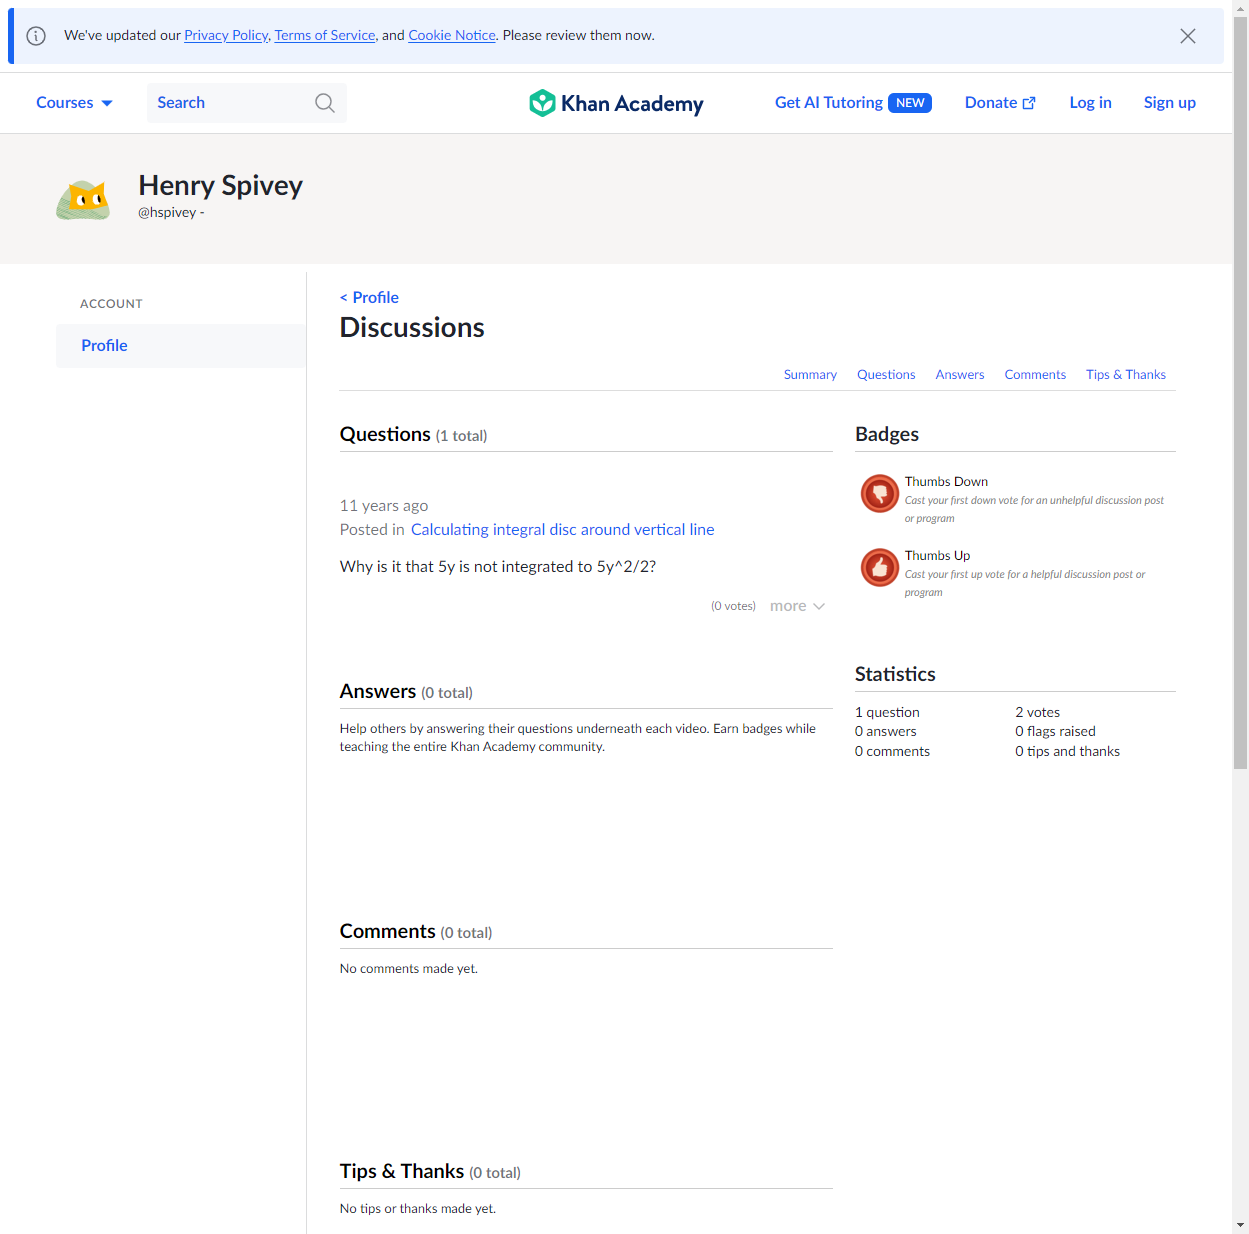 We've updated our Privacy Policy, Terms of Service, and Cookie Notice. Please review them now.
Courses
Search
Khan Academy
Get AI Tutoring NEW
Donate
Log in
Sign up
Henry Spivey
@hspivey -
ACCOUNT
Profile
< Profile
Discussions
Summary
Questions
Answers
Comments
Tips & Thanks
Questions (1 total)
11 years ago
Posted in Calculating integral disc around vertical line
Why is it that 5y is not integrated to 5y^2/2?
(0 votes)
more
Answers (0 total)
Help others by answering their questions underneath each video. Earn badges while
teaching the entire Khan Academy community.
Comments (0 total)
No comments made yet.
Tips & Thanks (0 total)
No tips or thanks made yet.
Badges
Thumbs Down
Cast your first down vote for an unhelpful discussion post
or program
Thumbs Up
Cast your first up vote for a helpful discussion post or
program
Statistics
1 question
2 votes
0 answers
0 flags raised
0 comments
0 tips and thanks